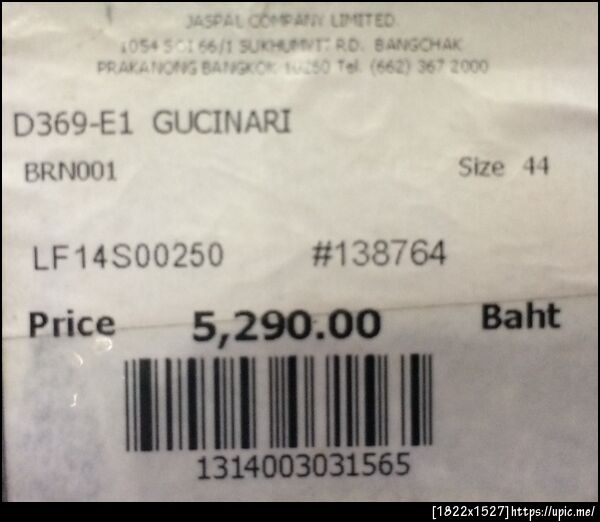 JASPAL COMPANY LIMITED.
1054 SOI 66/1 SUKHUMVIT RD. BANGCHAK
PRAKANONG BANGKOK 10260 Tel. (662) 367 2000
D369-E1 GUCINARI
BRN001 Size 44
LF14S00250 #138764
Price 5,290.00 Baht
1314003031565
[1822x1527]https://upic.me/